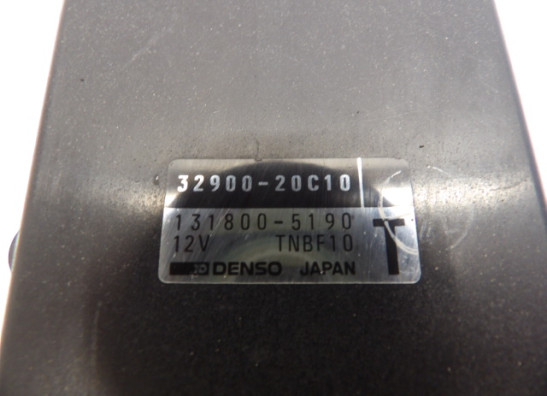 32900-20C10
131800-5190
12V TNBF10 T
DENSO JAPAN